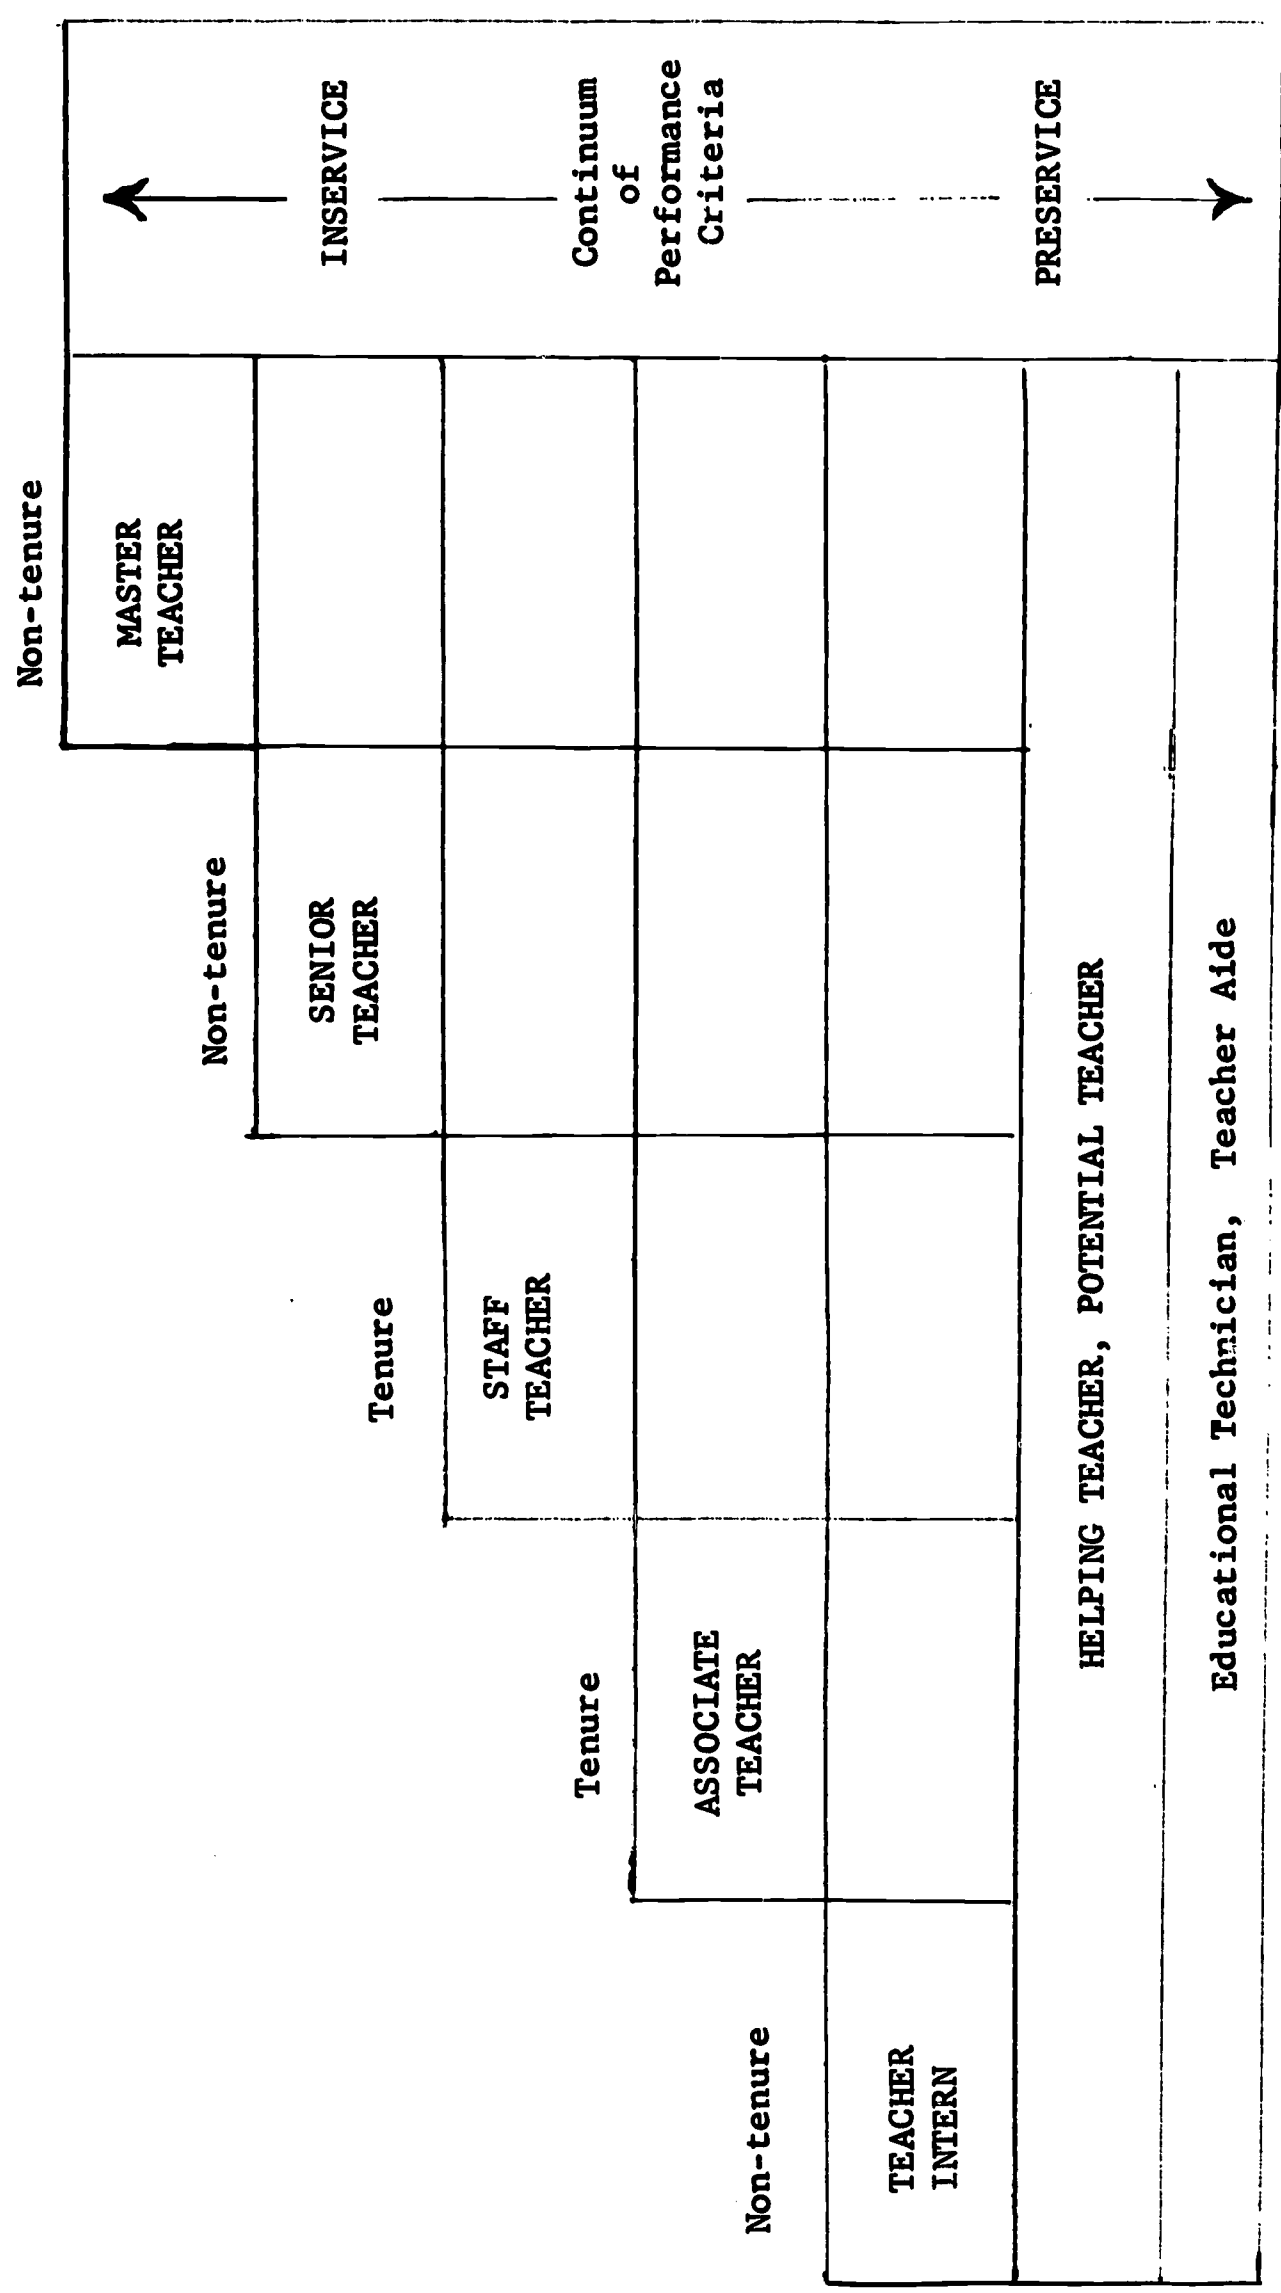 Non-tenure
MASTER
TEACHER
Non-tenure
SENIOR
TEACHER
Tenure
STAFF
TEACHER
Tenure
ASSOCIATE
TEACHER
Non-tenure
TEACHER
INTERN
HELPING TEACHER, POTENTIAL TEACHER
Educational Technician, Teacher Aide
INSERVICE
Continuum
of
Performance
Criteria
PRESERVICE